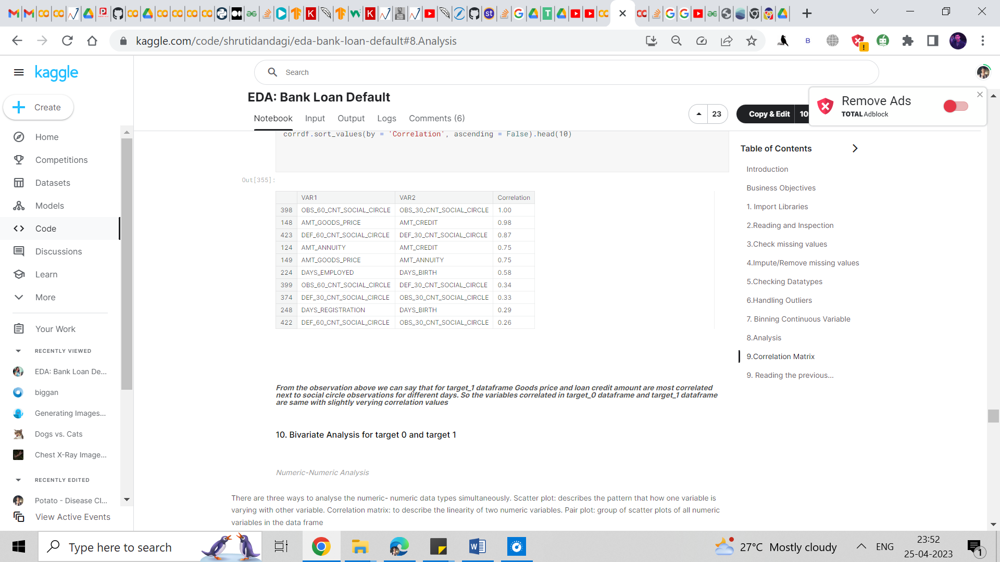 kaggle.com/code/shrutidandagi/eda-bank-loan-default#8.Analysis
kaggle
Search
Create
EDA: Bank Loan Default
Notebook
Input
Output
Logs
Comments (6)
23
Copy & Edit
10
Remove Ads
TOTAL Adblock
Home
Competitions
Datasets
Models
Code
Discussions
Learn
More
Your Work
RECENTLY VIEWED
EDA: Bank Loan De...
biggan
Generating Images...
Dogs vs. Cats
Chest X-Ray Image...
RECENTLY EDITED
Potato - Disease Cl...
View Active Events
corrdf.sort_values(by = 'Correlation', ascending = False).head(10)
Out[355]:
VAR1 VAR2 Correlation
398 OBS_60_CNT_SOCIAL_CIRCLE OBS_30_CNT_SOCIAL_CIRCLE 1.00
148 AMT_GOODS_PRICE AMT_CREDIT 0.98
423 DEF_60_CNT_SOCIAL_CIRCLE DEF_30_CNT_SOCIAL_CIRCLE 0.87
124 AMT_ANNUITY AMT_CREDIT 0.75
149 AMT_GOODS_PRICE AMT_ANNUITY 0.75
224 DAYS_EMPLOYED DAYS_BIRTH 0.58
399 OBS_60_CNT_SOCIAL_CIRCLE DEF_30_CNT_SOCIAL_CIRCLE 0.34
374 DEF_30_CNT_SOCIAL_CIRCLE OBS_30_CNT_SOCIAL_CIRCLE 0.33
248 DAYS_REGISTRATION DAYS_BIRTH 0.29
422 DEF_60_CNT_SOCIAL_CIRCLE OBS_30_CNT_SOCIAL_CIRCLE 0.26
From the observation above we can say that for target_1 dataframe Goods price and loan credit amount are most correlated
next to social circle observations for different days. So the variables correlated in target_0 dataframe and target_1 dataframe
are same with slightly verying correlation values
10. Bivariate Analysis for target 0 and target 1
Numeric-Numeric Analysis
There are three ways to analyse the numeric- numeric data types simultaneously. Scatter plot: describes the pattern that how one variable is
varying with other variable. Correlation matrix: to describe the linearity of two numeric variables. Pair plot: group of scatter plots of all numeric
variables in the data frame
Table of Contents
Introduction
Business Objectives
1. Import Libraries
2.Reading and Inspection
3.Check missing values
4.Impute/Remove missing values
5.Checking Datatypes
6.Handling Outliers
7. Binning Continuous Variable
8.Analysis
9.Correlation Matrix
9. Reading the previous...
Type here to search
27°C Mostly cloudy
ENG
23:52
25-04-2023
1